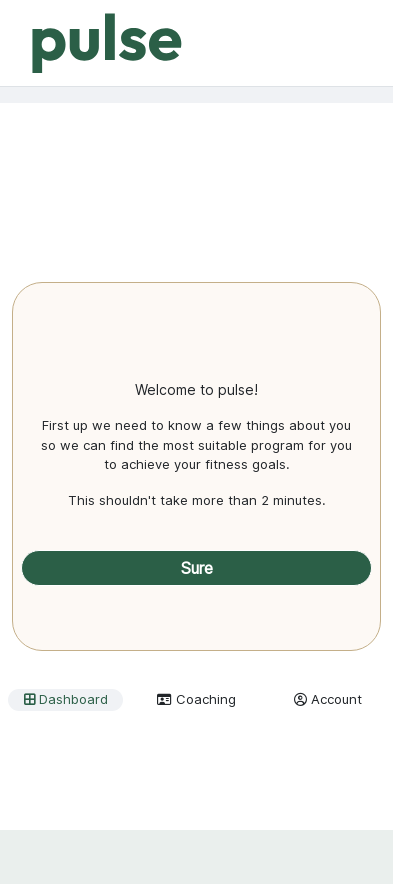 pulse
Welcome to pulse!
First up we need to know a few things about you
so we can find the most suitable program for you
to achieve your fitness goals.
This shouldn't take more than 2 minutes.
Sure
Dashboard Coaching Account